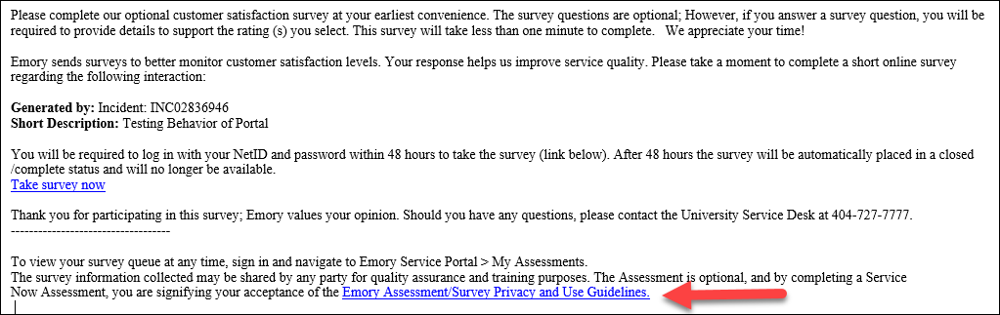 Please complete our optional customer satisfaction survey at your earliest convenience. The survey questions are optional; However, if you answer a survey question, you will be
required to provide details to support the rating (s) you select. This survey will take less than one minute to complete.   We appreciate your time!
Emory sends surveys to better monitor customer satisfaction levels. Your response helps us improve service quality. Please take a moment to complete a short online survey
regarding the following interaction:
Generated by: Incident: INC02836946
Short Description: Testing Behavior of Portal
You will be required to log in with your NetID and password within 48 hours to take the survey (link below). After 48 hours the survey will be automatically placed in a closed
/complete status and will no longer be available.
Take survey now
Thank you for participating in this survey; Emory values your opinion. Should you have any questions, please contact the University Service Desk at 404-727-7777.
-----------------------------------
To view your survey queue at any time, sign in and navigate to Emory Service Portal > My Assessments.
The survey information collected may be shared by any party for quality assurance and training purposes. The Assessment is optional, and by completing a Service
Now Assessment, you are signifying your acceptance of the Emory Assessment/Survey Privacy and Use Guidelines.